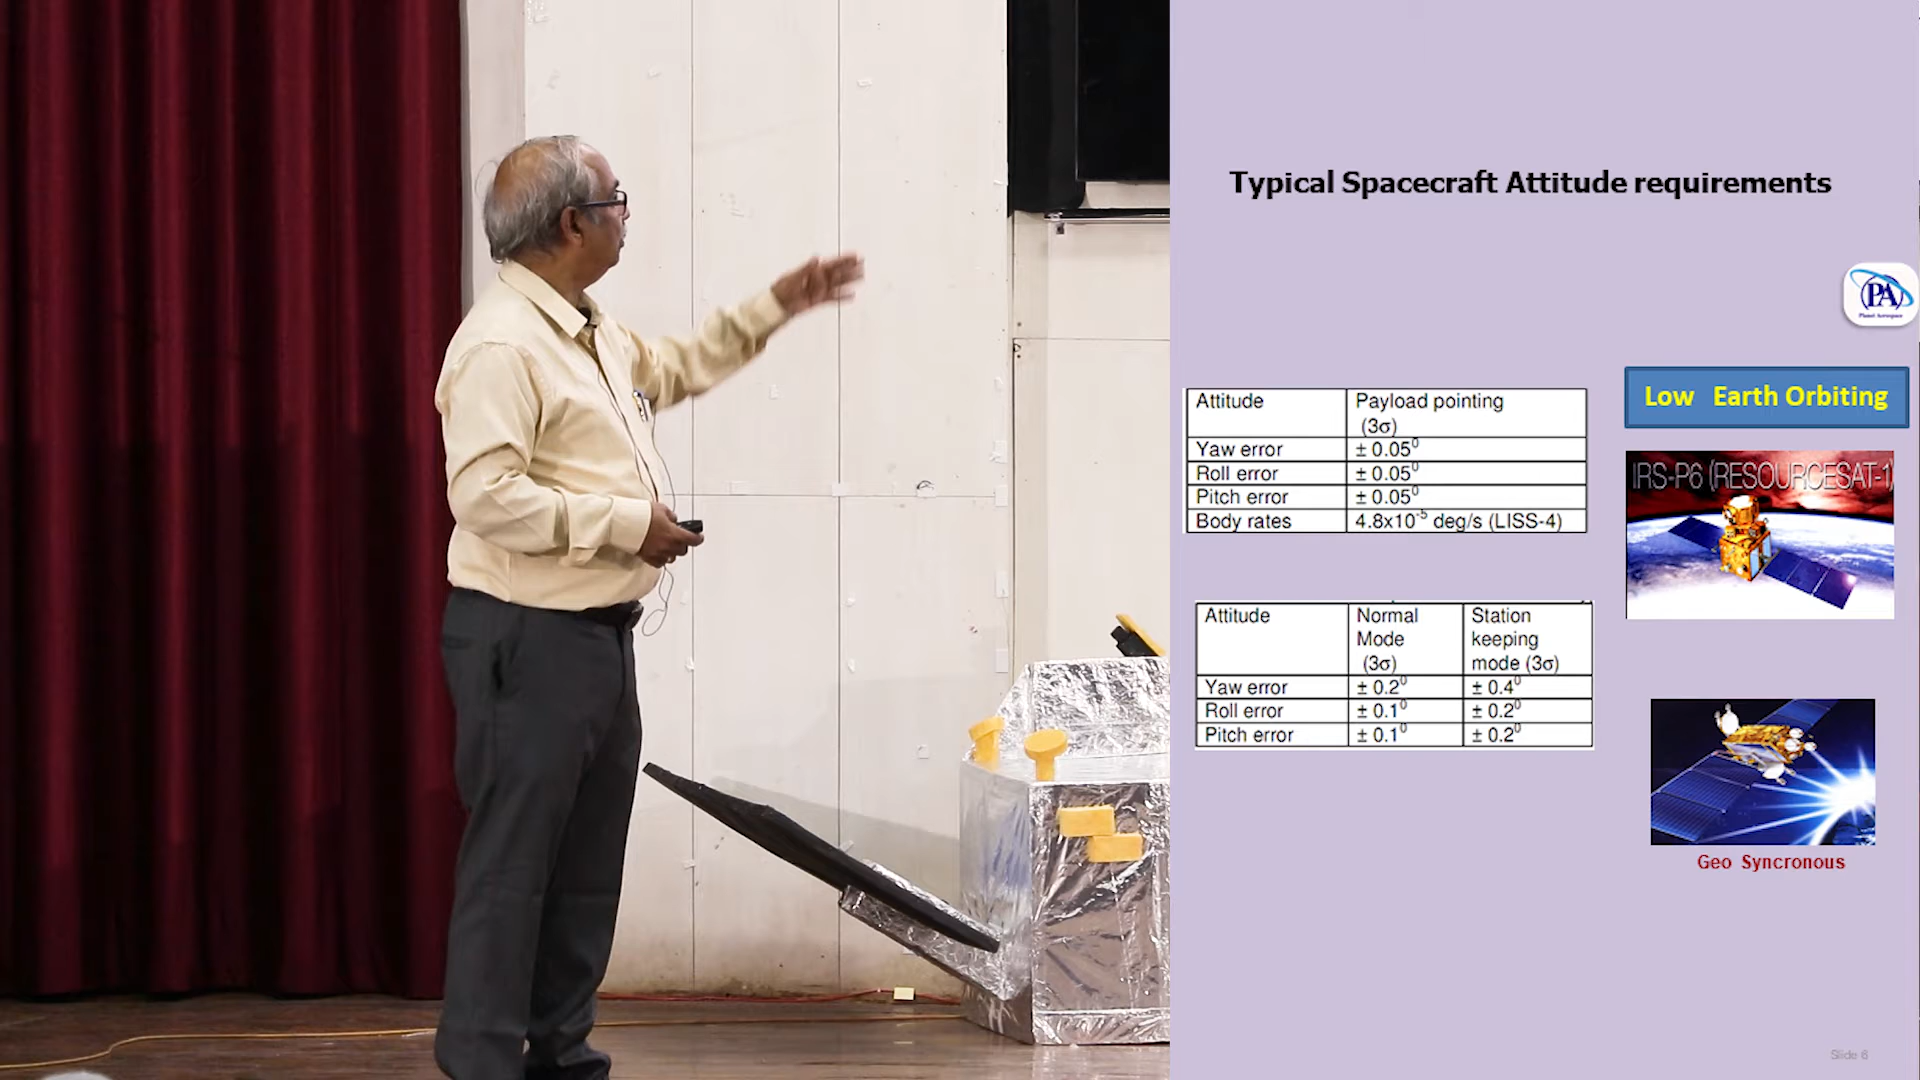 Typical Spacecraft Attitude requirements
PA
Planet Aerospace
Low Earth Orbiting
Attitude Payload pointing
(3σ)
Yaw error ± 0.05⁰
Roll error ± 0.05⁰
Pitch error ± 0.05⁰
Body rates 4.8x10⁻⁵ deg/s (LISS-4)
IRS-P6 (RESOURCESAT-1)
Attitude Normal Station
Mode keeping
(3σ) mode (3σ)
Yaw error ± 0.2⁰ ± 0.4⁰
Roll error ± 0.1⁰ ± 0.2⁰
Pitch error ± 0.1⁰ ± 0.2⁰
Geo Syncronous
Slide 6